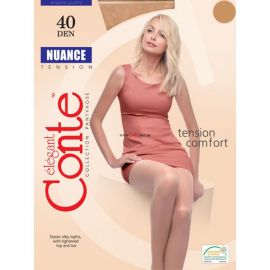 original quality
40
DEN
NUANCE
TENSION
élegant
Conte
COLLECTION PANTYHOSE
tension
comfort
Elastic silky tights,
with tightened
top and toe